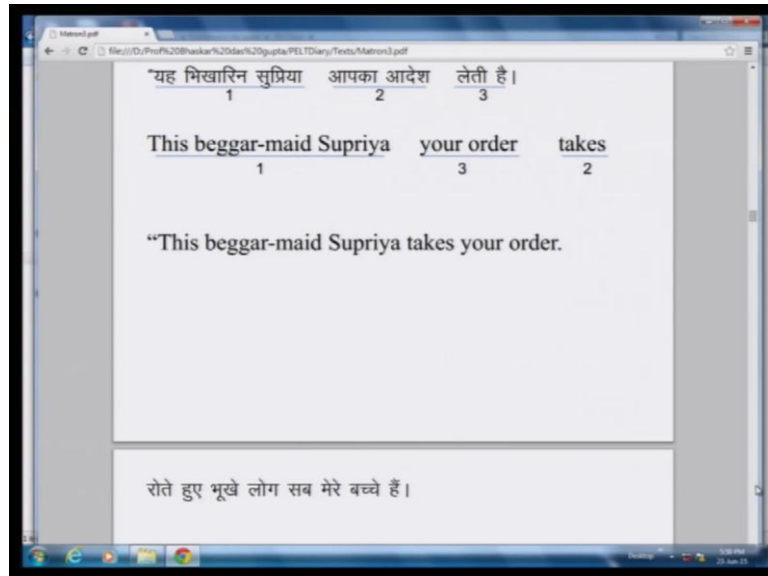 Matron3.pdf
file:///D:/Prof%20Bhaskar%20das%20gupta/PELTDiary/Texts/Matron3.pdf
"यह भिखारिन सुप्रिया आपका आदेश लेती है।
1 2 3
This beggar-maid Supriya your order takes
1 3 2
“This beggar-maid Supriya takes your order.
रोते हुए भूखे लोग सब मेरे बच्चे हैं।
Desktop
5:50 PM
23-Jun-15